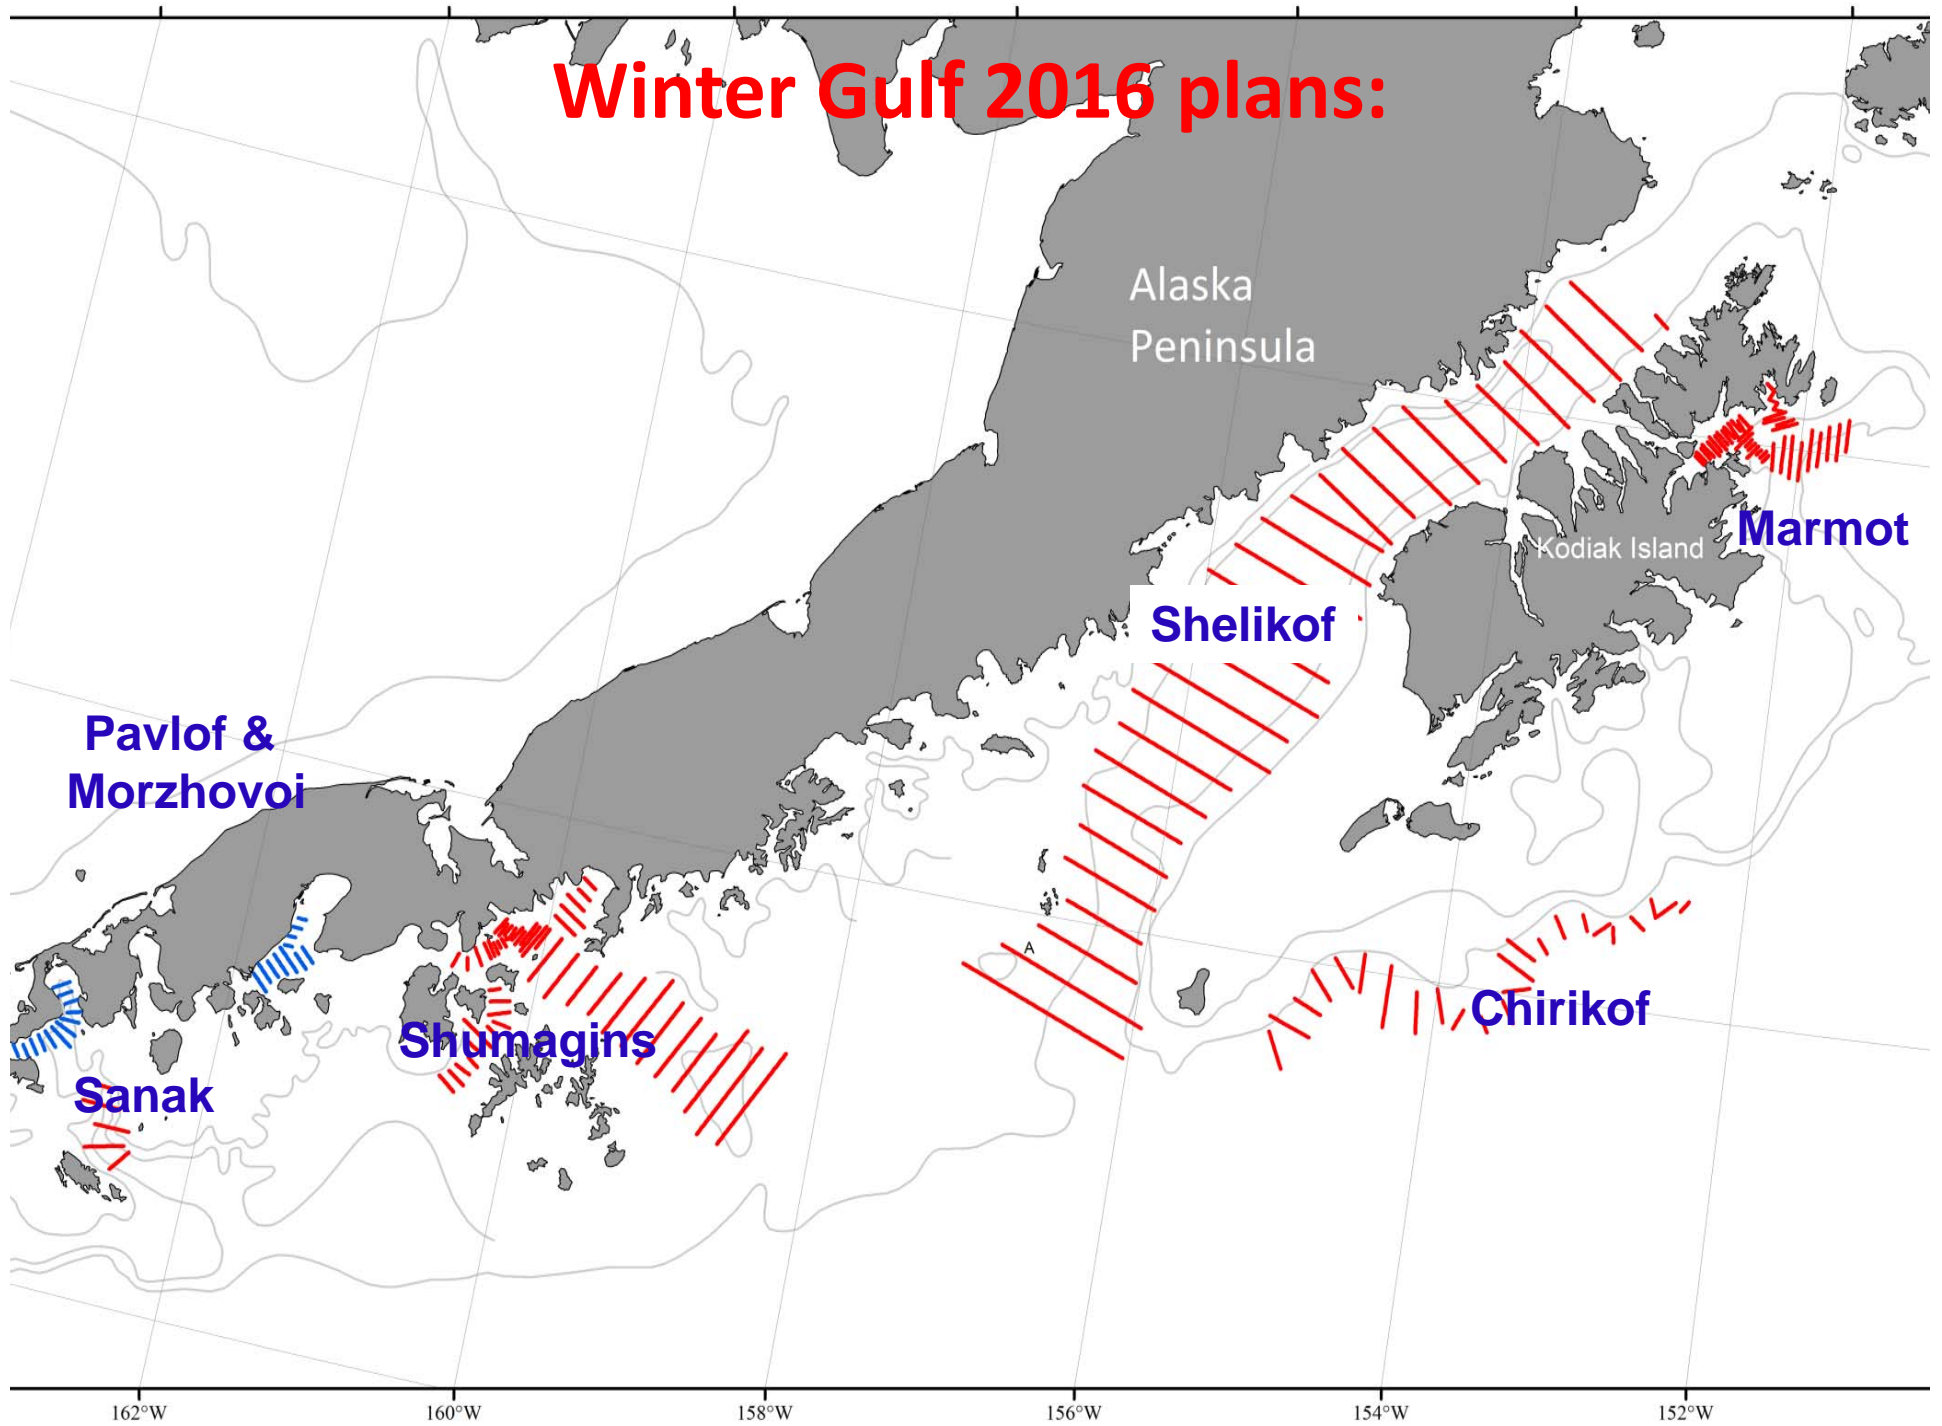 Winter Gulf 2016 plans:
Alaska
Peninsula
Marmot
Kodiak Island
Shelikof
Pavlof &
Morzhovoi
A
Chirikof
Shumagins
Sanak
162°W
160°W
158°W
156°W
154°W
152°W